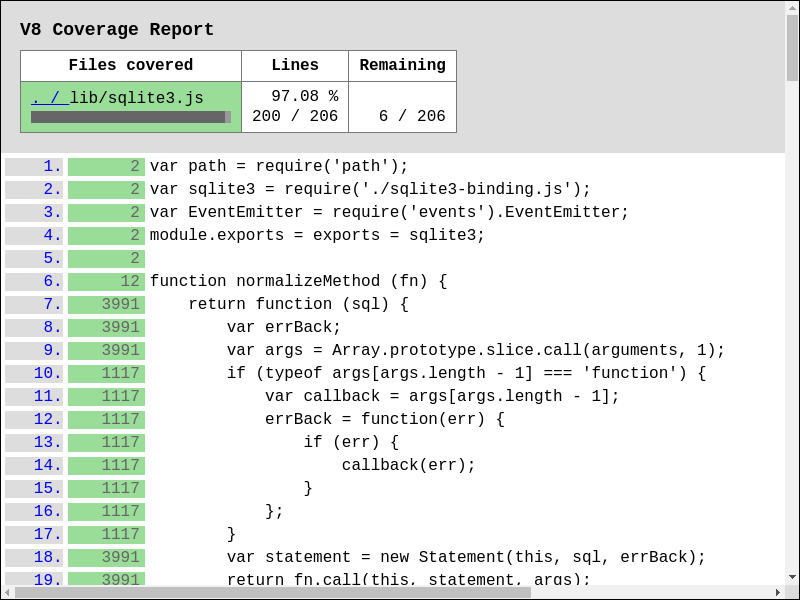 V8 Coverage Report
Files covered Lines Remaining
. / lib/sqlite3.js 97.08 %
200 / 206 6 / 206
1. 2 var path = require('path');
2. 2 var sqlite3 = require('./sqlite3-binding.js');
3. 2 var EventEmitter = require('events').EventEmitter;
4. 2 module.exports = exports = sqlite3;
5. 2
6. 12 function normalizeMethod (fn) {
7. 3991     return function (sql) {
8. 3991         var errBack;
9. 3991         var args = Array.prototype.slice.call(arguments, 1);
10. 1117         if (typeof args[args.length - 1] === 'function') {
11. 1117             var callback = args[args.length - 1];
12. 1117             errBack = function(err) {
13. 1117                 if (err) {
14. 1117                     callback(err);
15. 1117                 }
16. 1117             };
17. 1117         }
18. 3991         var statement = new Statement(this, sql, errBack);
19. 3991         return fn.call(this, statement, args);